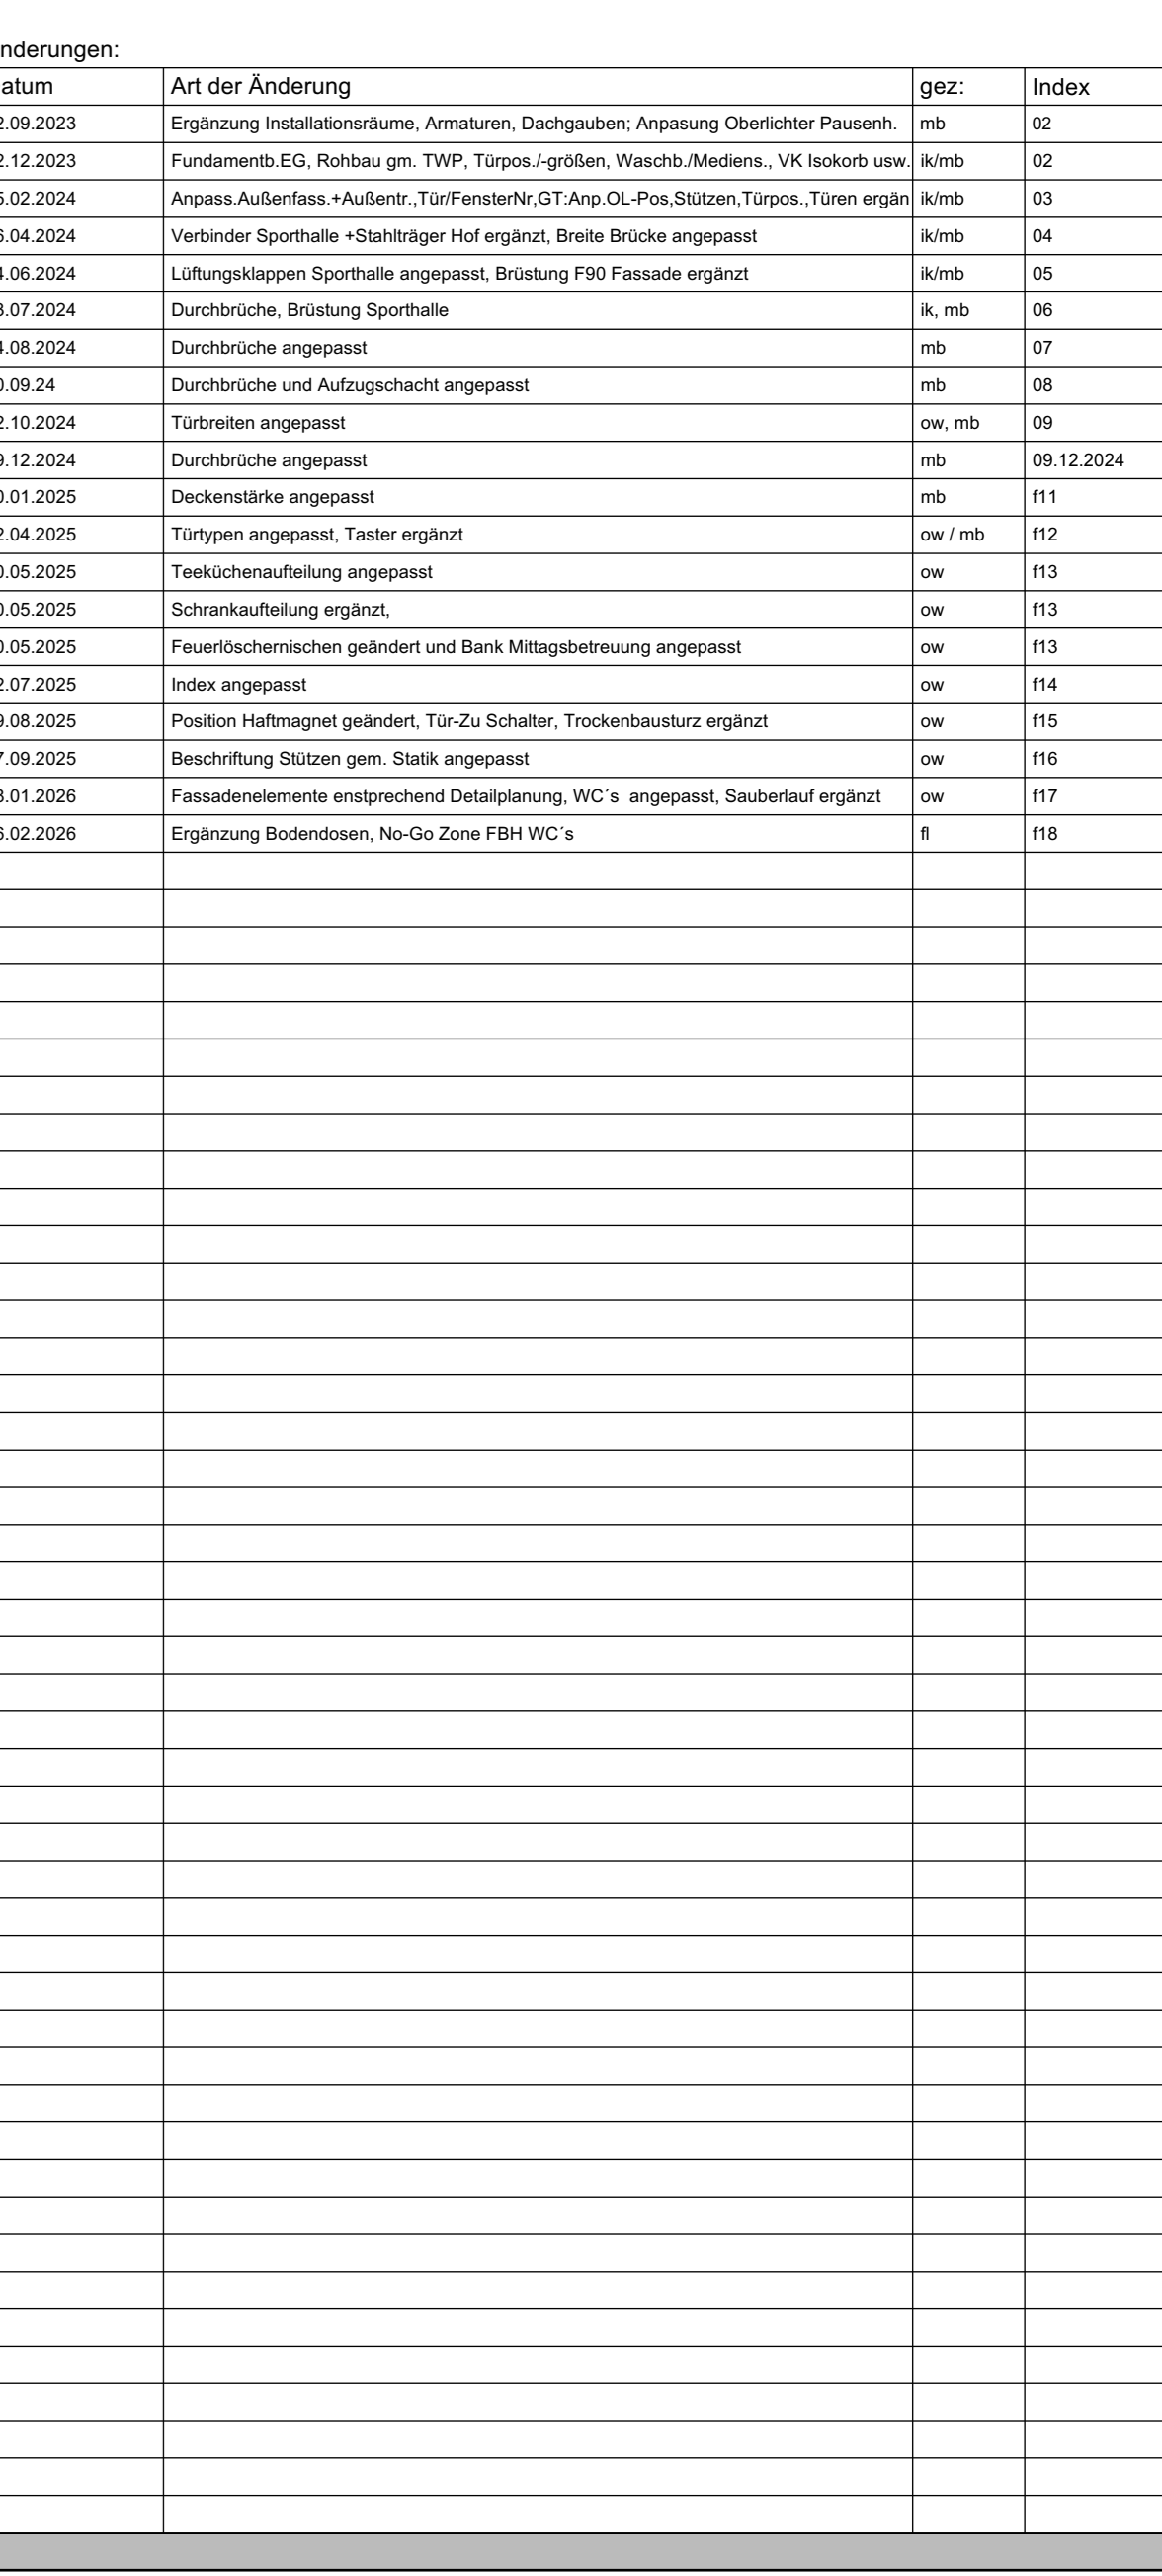 nderungen:
atum Art der Änderung gez: Index
2.09.2023 Ergänzung Installationsräume, Armaturen, Dachgauben; Anpasung Oberlichter Pausenh. mb 02
2.12.2023 Fundamentb.EG, Rohbau gm. TWP, Türpos./-größen, Waschb./Mediens., VK Isokorb usw. ik/mb 02
5.02.2024 Anpass.Außenfass.+Außentr.,Tür/FensterNr,GT:Anp.OL-Pos,Stützen,Türpos.,Türen ergän ik/mb 03
6.04.2024 Verbinder Sporthalle +Stahlträger Hof ergänzt, Breite Brücke angepasst ik/mb 04
4.06.2024 Lüftungsklappen Sporthalle angepasst, Brüstung F90 Fassade ergänzt ik/mb 05
3.07.2024 Durchbrüche, Brüstung Sporthalle ik, mb 06
4.08.2024 Durchbrüche angepasst mb 07
0.09.24 Durchbrüche und Aufzugschacht angepasst mb 08
2.10.2024 Türbreiten angepasst ow, mb 09
9.12.2024 Durchbrüche angepasst mb 09.12.2024
0.01.2025 Deckenstärke angepasst mb f11
2.04.2025 Türtypen angepasst, Taster ergänzt ow / mb f12
0.05.2025 Teeküchenaufteilung angepasst ow f13
0.05.2025 Schrankaufteilung ergänzt, ow f13
0.05.2025 Feuerlöschernischen geändert und Bank Mittagsbetreuung angepasst ow f13
2.07.2025 Index angepasst ow f14
9.08.2025 Position Haftmagnet geändert, Tür-Zu Schalter, Trockenbausturz ergänzt ow f15
7.09.2025 Beschriftung Stützen gem. Statik angepasst ow f16
3.01.2026 Fassadenelemente enstprechend Detailplanung, WC´s angepasst, Sauberlauf ergänzt ow f17
6.02.2026 Ergänzung Bodendosen, No-Go Zone FBH WC´s fl f18